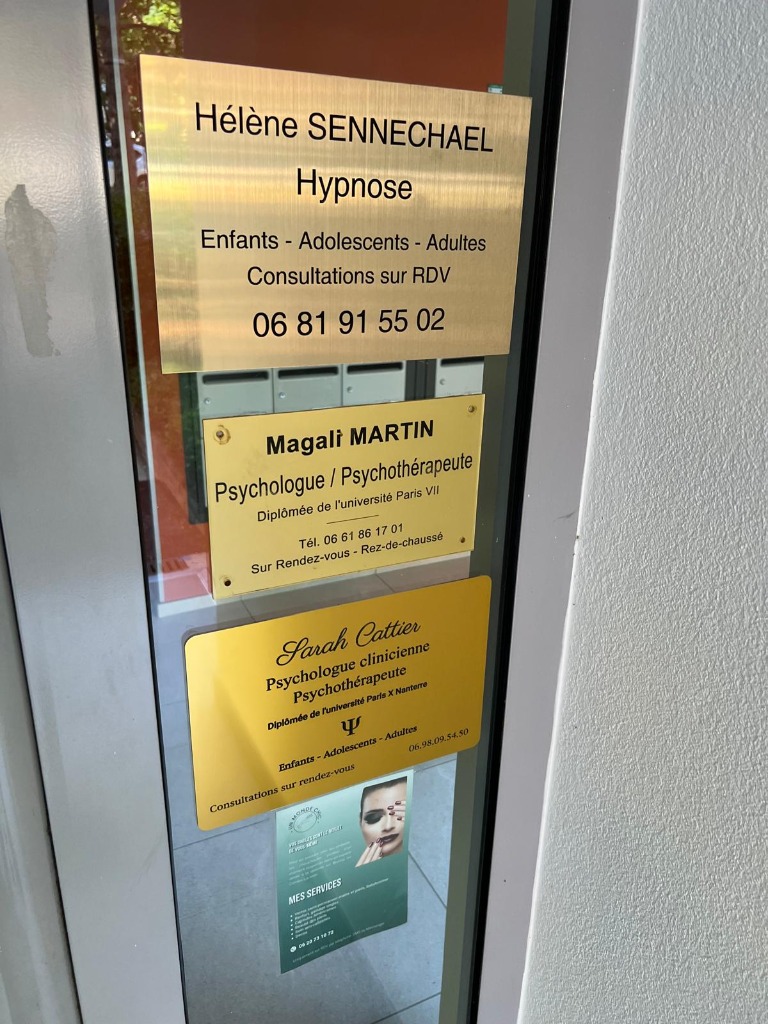 Hélène SENNECHAEL
Hypnose
Enfants - Adolescents - Adultes
Consultations sur RDV
06 81 91 55 02
Magali MARTIN
Psychologue / Psychothérapeute
Diplômée de l'université Paris VII
Tél. 06 61 86 17 01
Sur Rendez-vous - Rez-de-chaussé
Sarah Cattier
Psychologue clinicienne
Psychothérapeute
Diplômée de l'université Paris X Nanterre
Ψ
Enfants - Adolescents - Adultes
06.98.09.54.50
Consultations sur rendez-vous
MES SERVICES